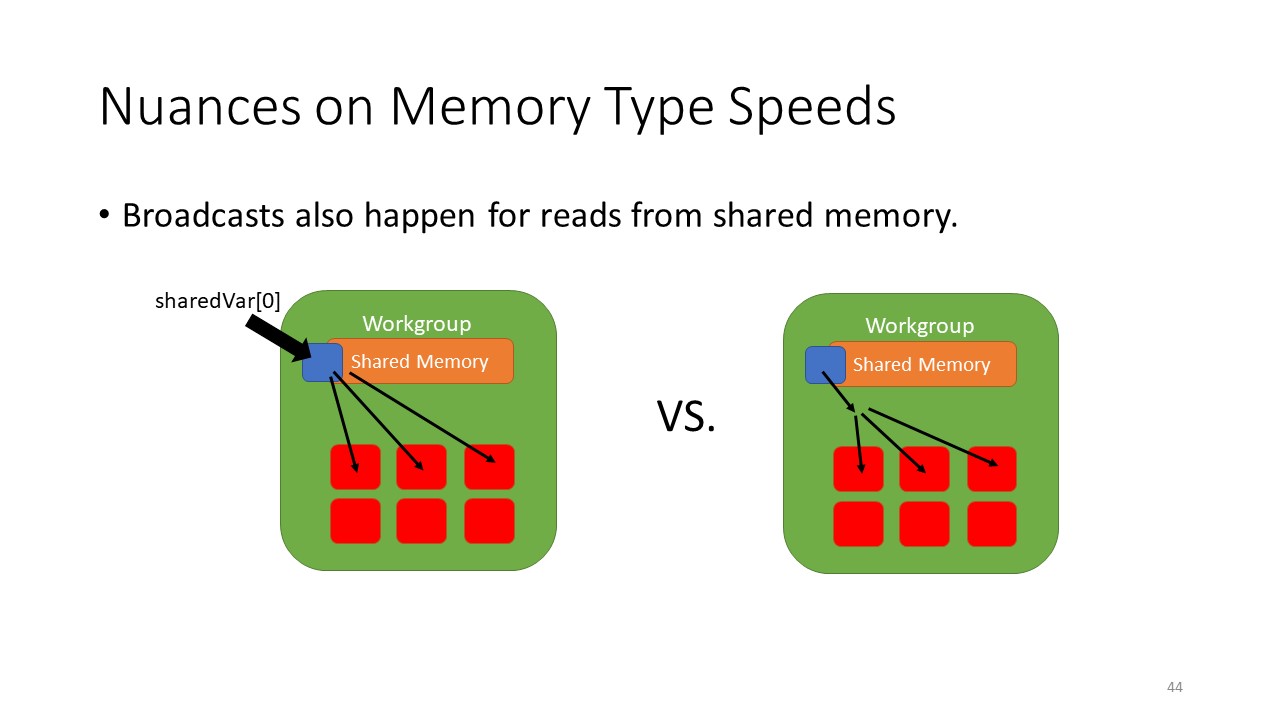 Nuances on Memory Type Speeds
• Broadcasts also happen for reads from shared memory.
sharedVar[0]
Workgroup
Shared Memory
VS.
Workgroup
Shared Memory
44